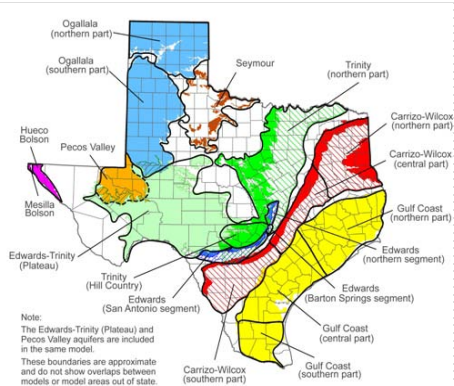 Ogallala
(northern part)
Ogallala
(southern part)
Seymour
Trinity
(northern part)
Hueco
Bolson
Pecos Valley
Carrizo-Wilcox
(northern part)
Carrizo-Wilcox
(central part)
Mesilla
Bolson
Gulf Coast
(northern part)
Edwards-Trinity
(Plateau)
Edwards
(northern segment)
Trinity
(Hill Country)
Edwards
(Barton Springs segment)
Edwards
(San Antonio segment)
Gulf Coast
(central part)
Carrizo-Wilcox
(southern part)
Gulf Coast
(southern part)
Note:
The Edwards-Trinity (Plateau) and
Pecos Valley aquifers are included
in the same model.
These boundaries are approximate
and do not show overlaps between
models or model areas out of state.